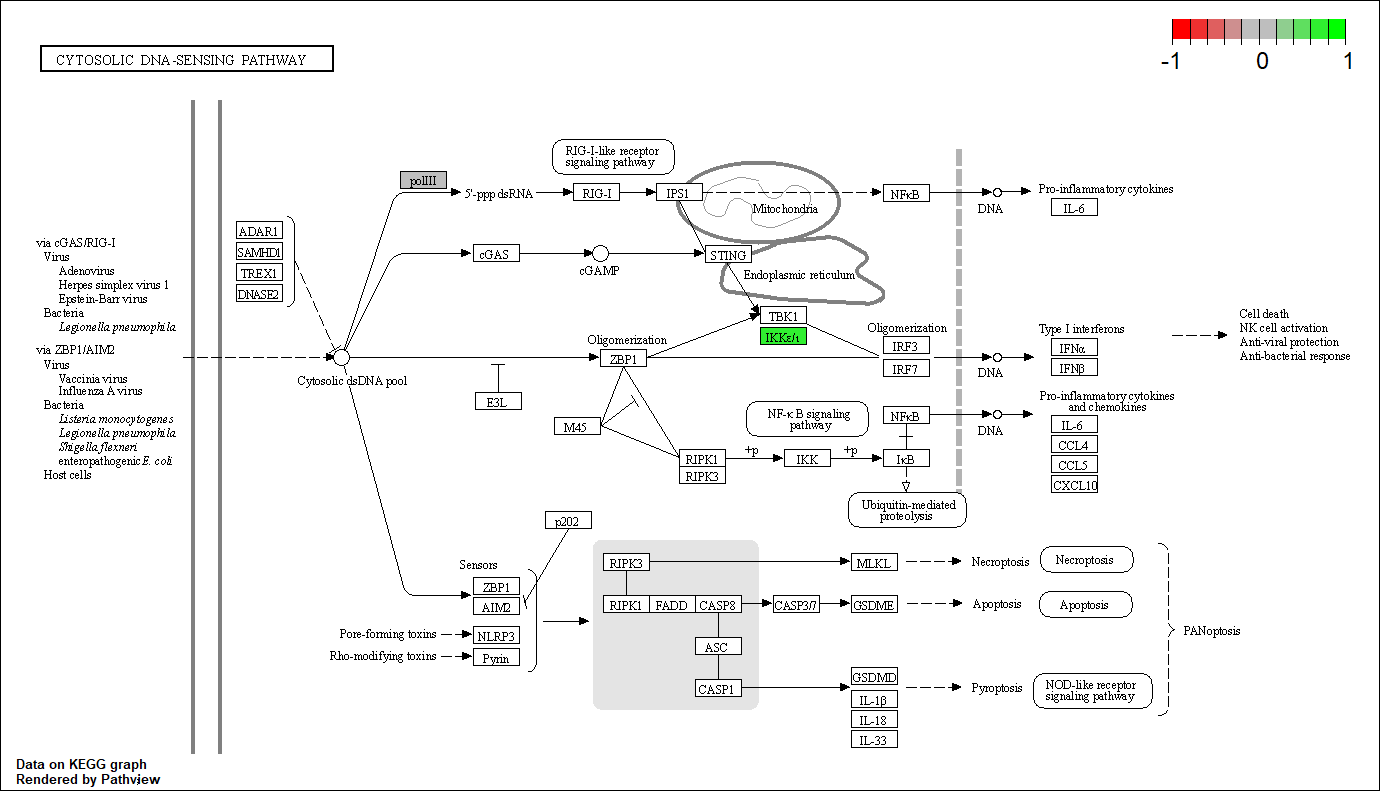 CYTOSOLIC DNA-SENSING PATHWAY
-1
0
1
RIG-I-like receptor
signaling pathway
polIII
5'-ppp dsRNA
RIG-I
IPS1
Mitochondria
NFκB
DNA
Pro-inflammatory cytokines
IL-6
ADAR1
SAMHD1
TREX1
DNASE2
via cGAS/RIG-I
Virus
Adenovirus
Herpes simplex virus 1
Epstein-Barr virus
Bacteria
Legionella pneumophila
via ZBP1/AIM2
Virus
Vaccinia virus
Influenza A virus
Bacteria
Listeria monocytogenes
Legionella pneumophila
Shigella flexneri
enteropathogenic E. coli
Host cells
cGAS
cGAMP
STING
Endoplasmic reticulum
TBK1
IKKε/ι
Oligomerization
ZBP1
Oligomerization
IRF3
IRF7
DNA
Type I interferons
IFNα
IFNβ
Cell death
NK cell activation
Anti-viral protection
Anti-bacterial response
Cytosolic dsDNA pool
E3L
M45
NF-κ B signaling
pathway
NFκB
DNA
Pro-inflammatory cytokines
and chemokines
IL-6
CCL4
CCL5
CXCL10
RIPK1
RIPK3
+p
IKK
+p
IκB
Ubiquitin-mediated
proteolysis
p202
Sensors
ZBP1
AIM2
Pore-forming toxins
NLRP3
Rho-modifying toxins
Pyrin
RIPK3
MLKL
Necroptosis
Necroptosis
RIPK1
FADD
CASP8
CASP3/7
GSDME
Apoptosis
Apoptosis
ASC
PANoptosis
CASP1
GSDMD
IL-1β
IL-18
IL-33
Pyroptosis
NOD-like receptor
signaling pathway
Data on KEGG graph
Rendered by Pathview